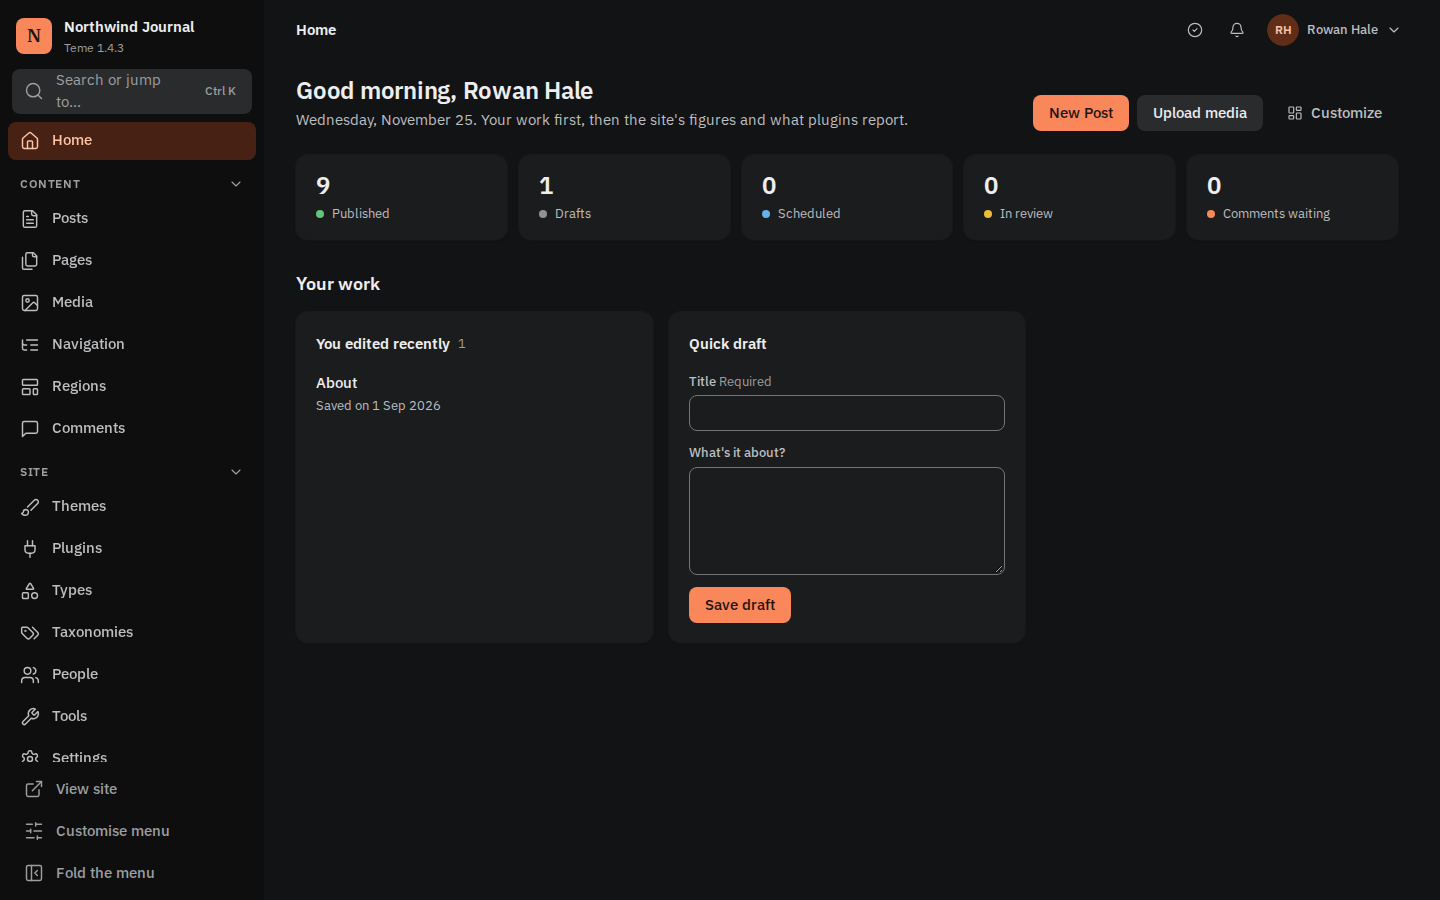 N
Northwind Journal
Teme 1.4.3
Search or jump
to...
Ctrl K
Home
CONTENT
Posts
Pages
Media
Navigation
Regions
Comments
SITE
Themes
Plugins
Types
Taxonomies
People
Tools
Settings
View site
Customise menu
Fold the menu
Home
RH
Rowan Hale
Good morning, Rowan Hale
Wednesday, November 25. Your work first, then the site's figures and what plugins report.
New Post
Upload media
Customize
9
Published
1
Drafts
0
Scheduled
0
In review
0
Comments waiting
Your work
You edited recently 1
About
Saved on 1 Sep 2026
Quick draft
Title Required
What's it about?
Save draft